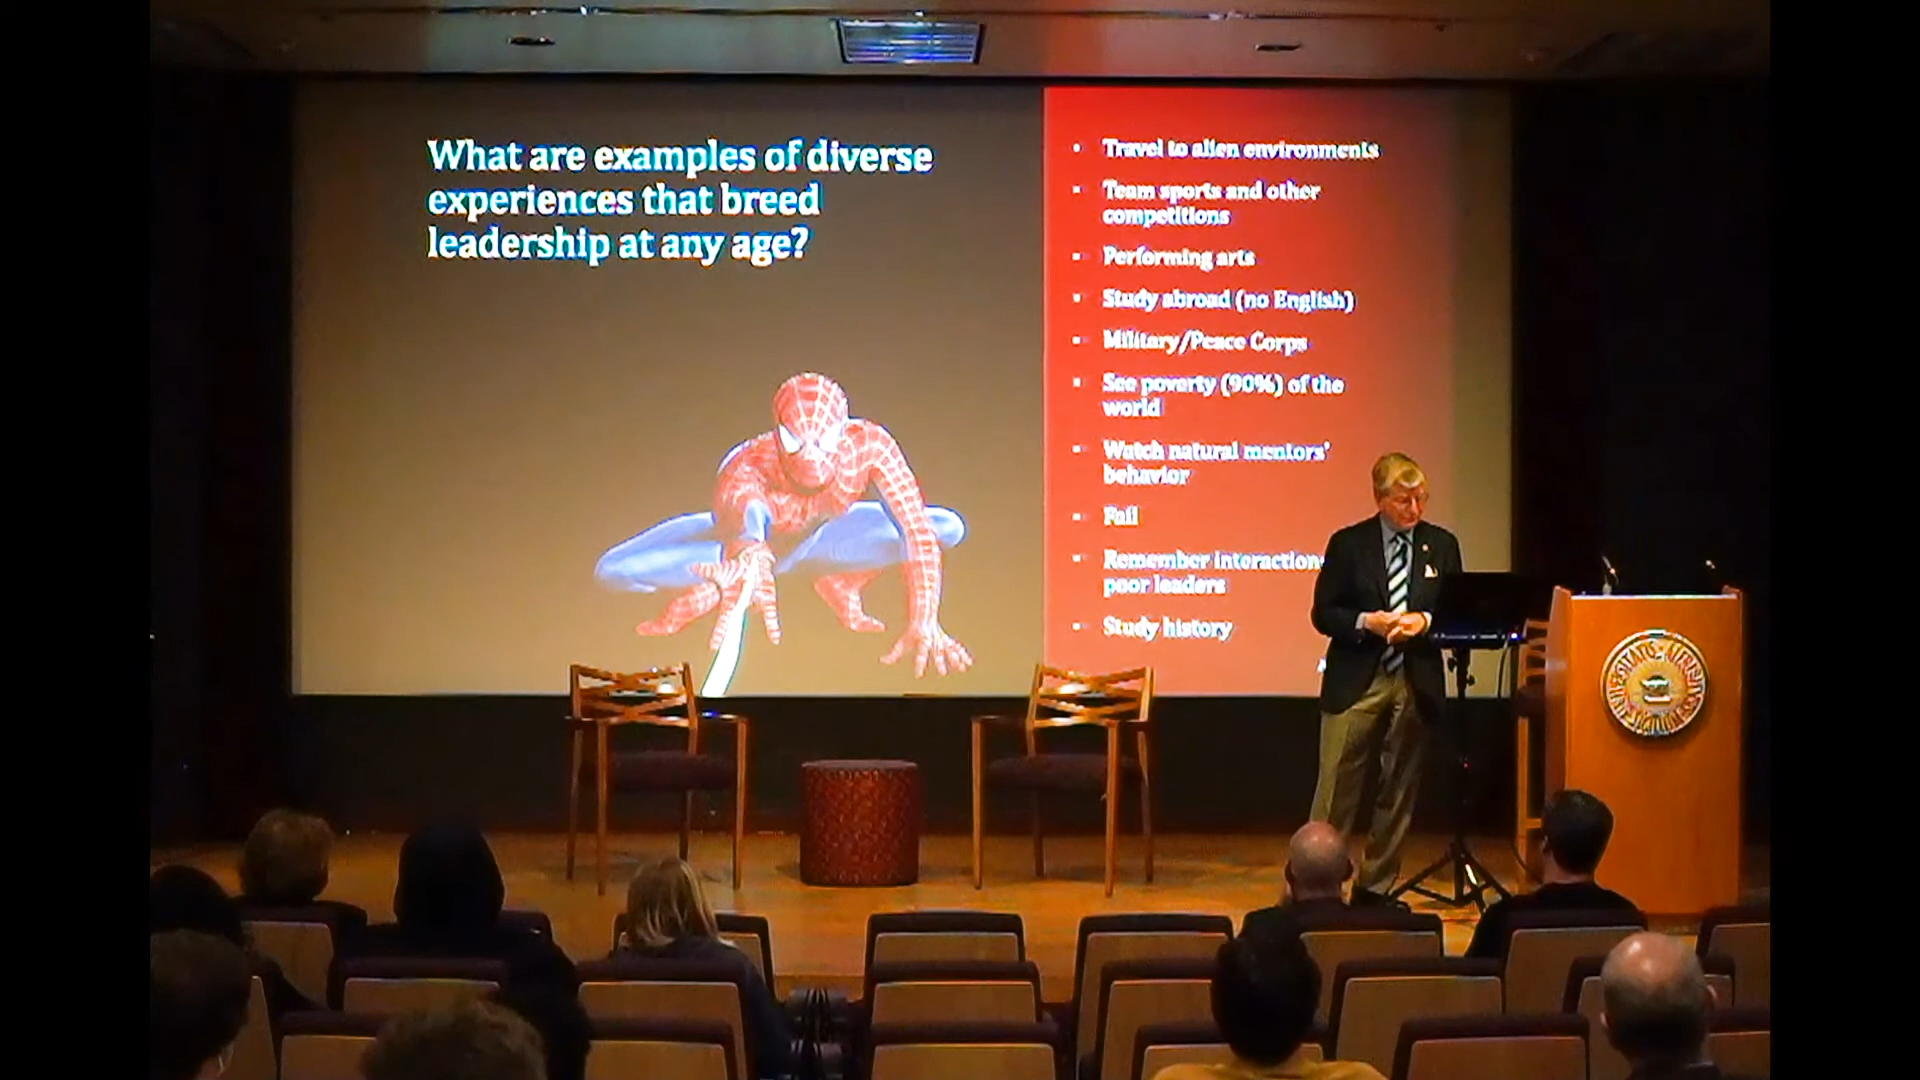 What are examples of diverse
experiences that breed
leadership at any age?
Travel to alien environments
Team sports and other
competitions
Performing arts
Study abroad (no English)
Military/Peace Corps
See poverty (90%) of the
world
Watch natural mentors'
behavior
Fail
Remember interaction
poor leaders
Study history